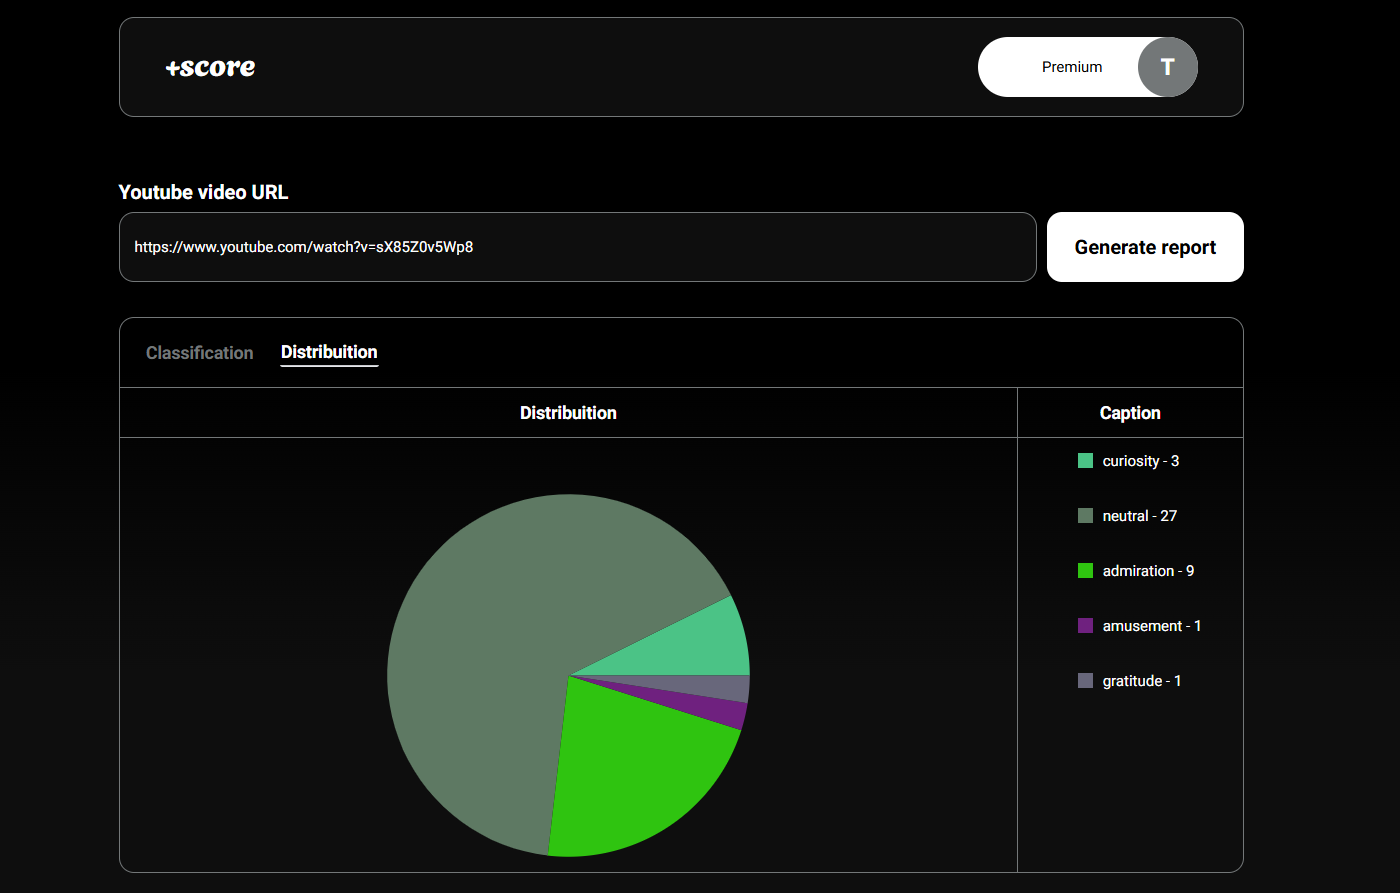 +score
Premium
T
Youtube video URL
https://www.youtube.com/watch?v=sX85Z0v5Wp8
Generate report
Classification
Distribuition
Distribuition
Caption
curiosity - 3
neutral - 27
admiration - 9
amusement - 1
gratitude - 1